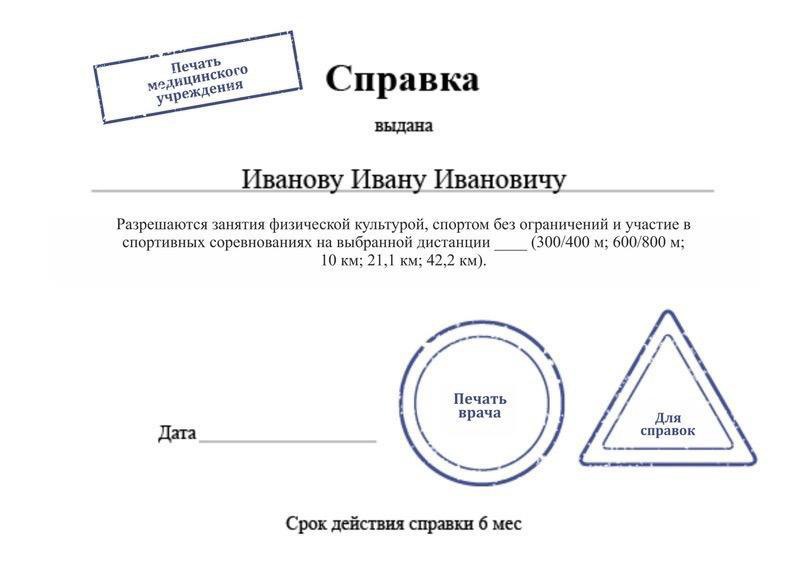 Печать
медицинского
учреждения
Справка
выдана
Иванову Ивану Ивановичу
Разрешаются занятия физической культурой, спортом без ограничений и участие в
спортивных соревнованиях на выбранной дистанции ____ (300/400 м; 600/800 м;
10 км; 21,1 км; 42,2 км).
Печать
врача
Для
справок
Дата
Срок действия справки 6 мес